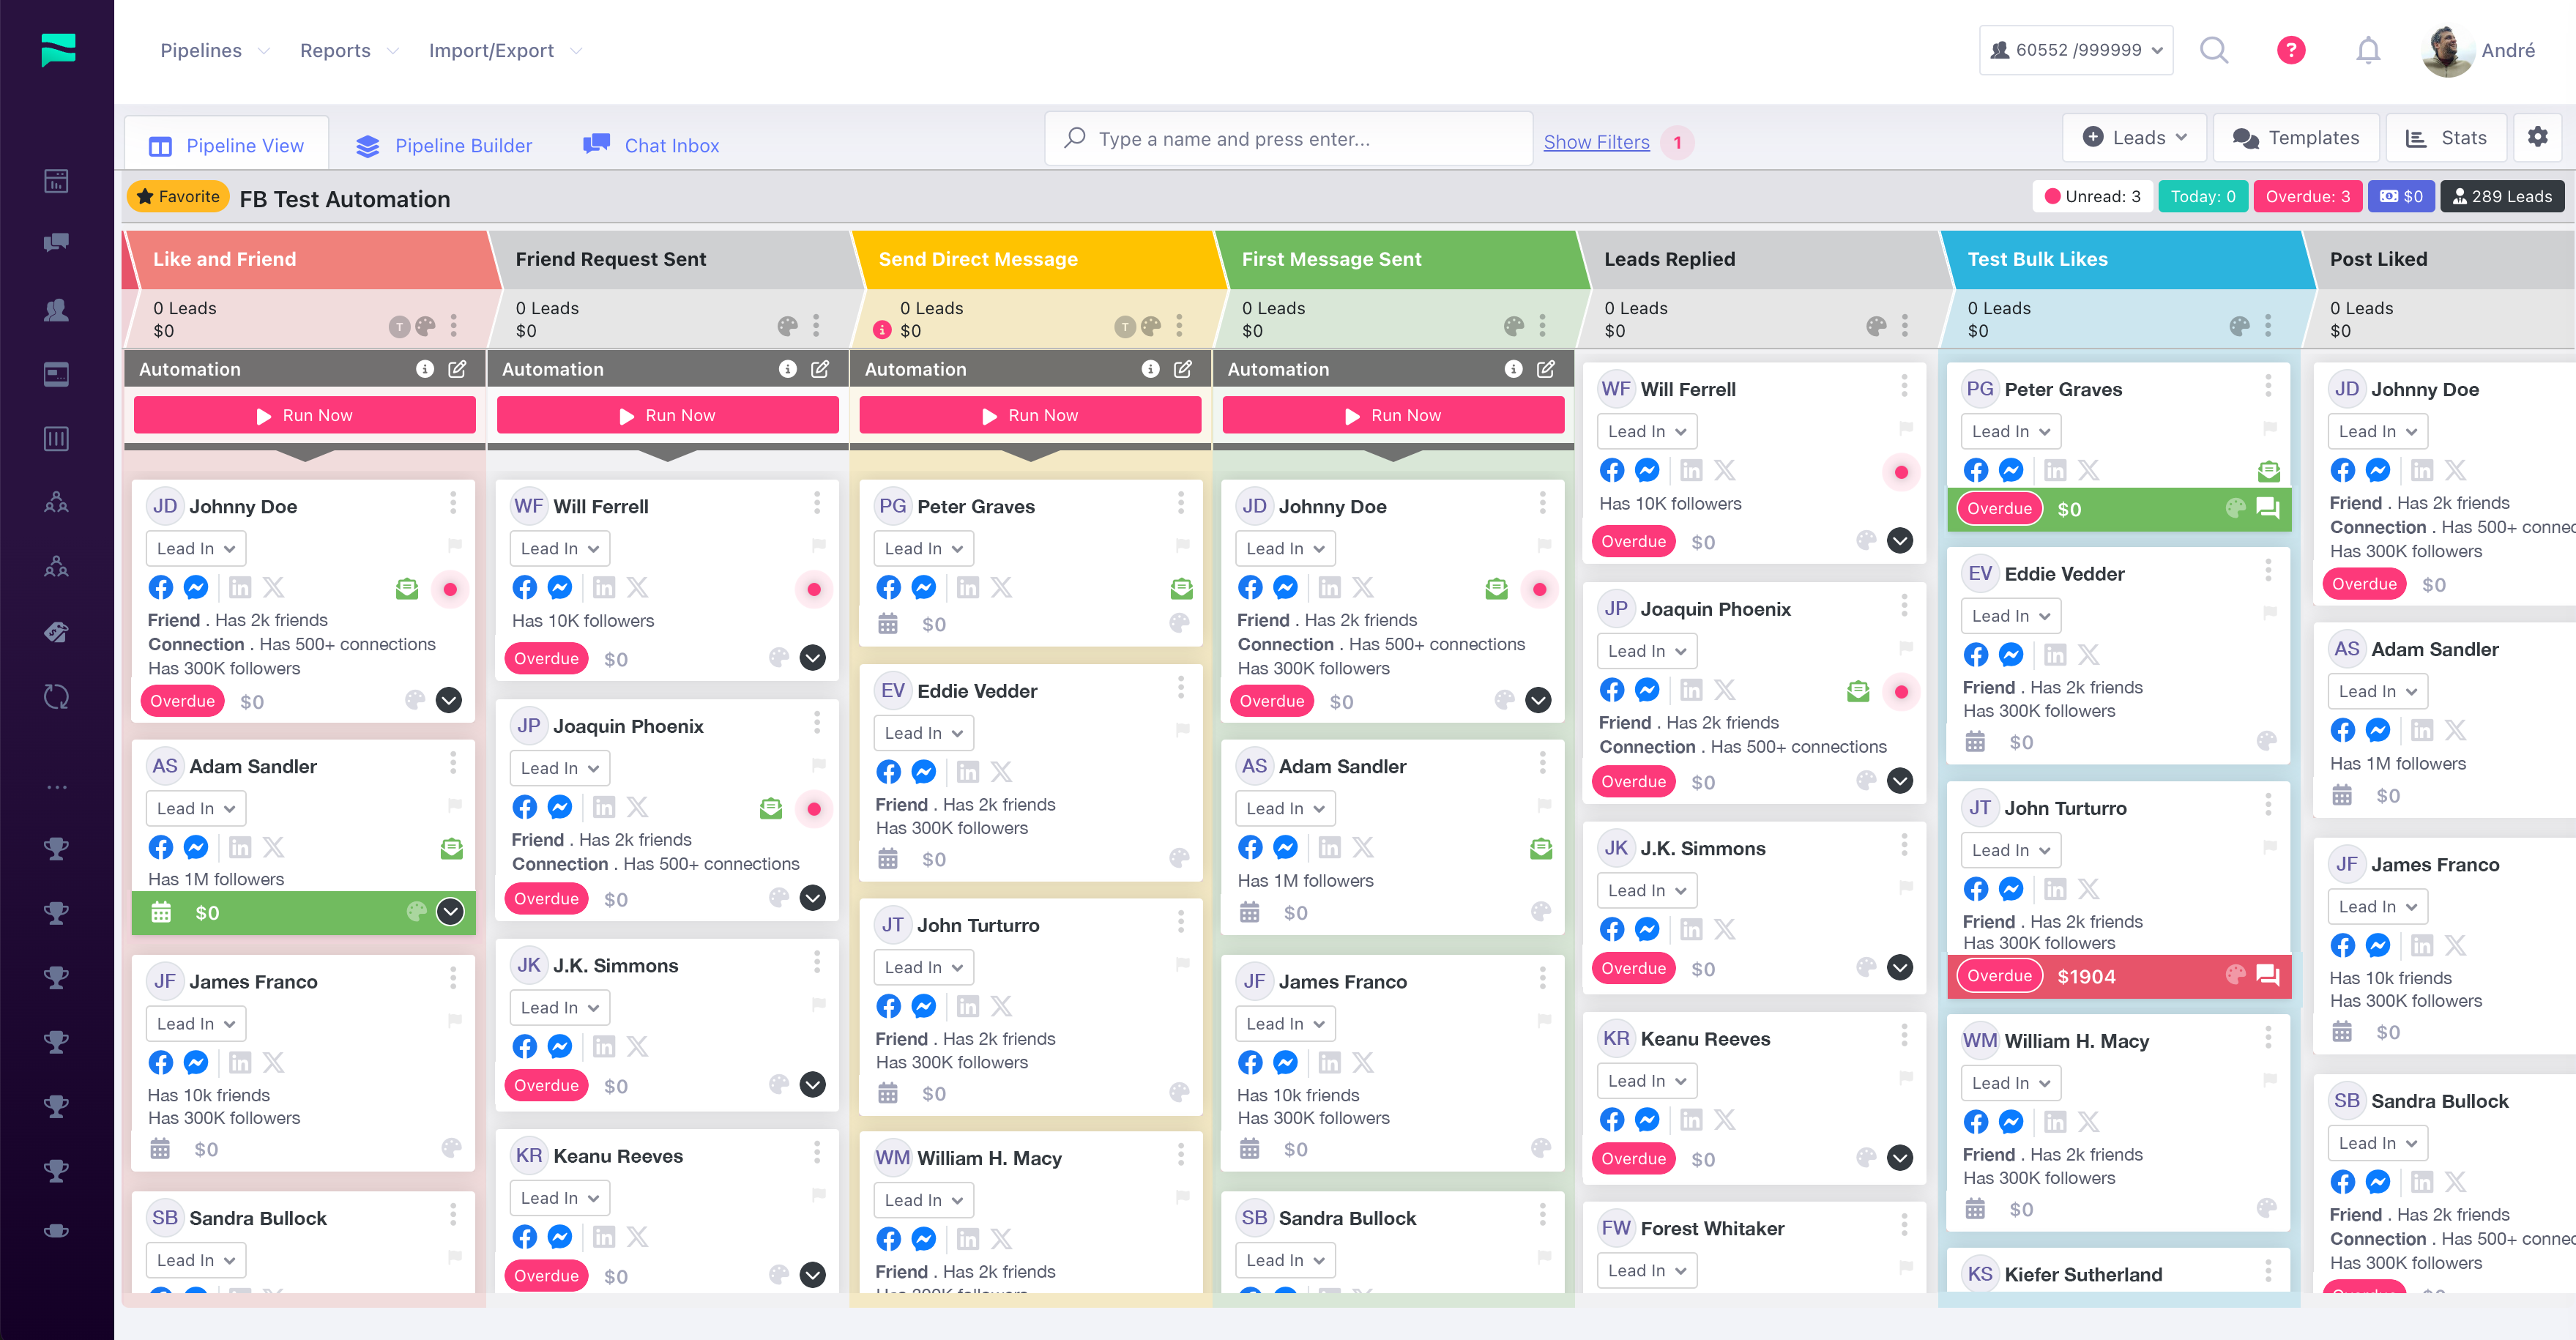 Pipelines
Reports
Import/Export
60552 /999999
?
André
Pipeline View
Pipeline Builder
Chat Inbox
Type a name and press enter...
Show Filters
1
Leads
Templates
Stats
Favorite
FB Test Automation
Unread: 3
Today: 0
Overdue: 3
$0
289 Leads
Like and Friend
0 Leads
$0
T
Automation
Run Now
JD Johnny Doe
Lead In
Friend . Has 2k friends
Connection . Has 500+ connections
Has 300K followers
Overdue $0
AS Adam Sandler
Lead In
Has 1M followers
$0
JF James Franco
Lead In
Has 10k friends
Has 300K followers
$0
SB Sandra Bullock
Lead In
Friend Request Sent
0 Leads
$0
Automation
Run Now
WF Will Ferrell
Lead In
Has 10K followers
Overdue $0
JP Joaquin Phoenix
Lead In
Friend . Has 2k friends
Connection . Has 500+ connections
Overdue $0
JK J.K. Simmons
Lead In
Overdue $0
KR Keanu Reeves
Lead In
Overdue $0
Send Direct Message
0 Leads
$0
T
Automation
Run Now
PG Peter Graves
Lead In
$0
EV Eddie Vedder
Lead In
Friend . Has 2k friends
Has 300K followers
$0
JT John Turturro
Lead In
Friend . Has 2k friends
Has 300K followers
$0
WM William H. Macy
Lead In
Friend . Has 2k friends
Has 300K followers
First Message Sent
0 Leads
$0
Automation
Run Now
JD Johnny Doe
Lead In
Friend . Has 2k friends
Connection . Has 500+ connections
Has 300K followers
Overdue $0
AS Adam Sandler
Lead In
Has 1M followers
$0
JF James Franco
Lead In
Has 10k friends
Has 300K followers
$0
SB Sandra Bullock
Lead In
Leads Replied
0 Leads
$0
WF Will Ferrell
Lead In
Has 10K followers
Overdue $0
JP Joaquin Phoenix
Lead In
Friend . Has 2k friends
Connection . Has 500+ connections
Overdue $0
JK J.K. Simmons
Lead In
Overdue $0
KR Keanu Reeves
Lead In
Overdue $0
FW Forest Whitaker
Lead In
Test Bulk Likes
0 Leads
$0
PG Peter Graves
Lead In
Overdue $0
EV Eddie Vedder
Lead In
Friend . Has 2k friends
Has 300K followers
$0
JT John Turturro
Lead In
Friend . Has 2k friends
Has 300K followers
Overdue $1904
WM William H. Macy
Lead In
Friend . Has 2k friends
Has 300K followers
$0
KS Kiefer Sutherland
Post Liked
0 Leads
$0
JD Johnny Doe
Lead In
Friend . Has 2k friends
Connection . Has 500+ connec
Has 300K followers
Overdue $0
AS Adam Sandler
Lead In
Has 1M followers
$0
JF James Franco
Lead In
Has 10k friends
Has 300K followers
$0
SB Sandra Bullock
Lead In
Friend . Has 2k friends
Connection . Has 500+ connec
Has 300K followers